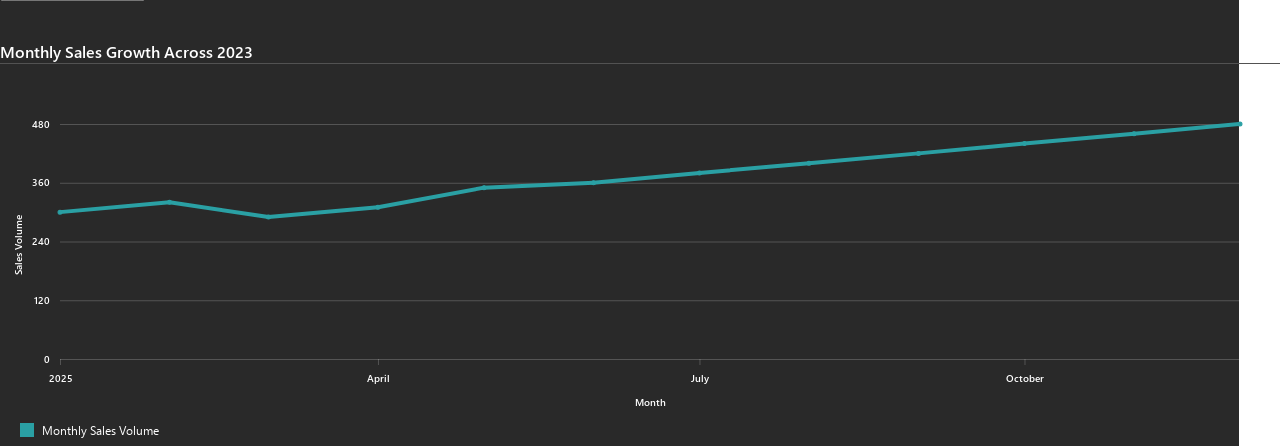 Monthly Sales Growth Across 2023
480
360
240
120
0
Sales Volume
2025
April
July
October
Month
Monthly Sales Volume